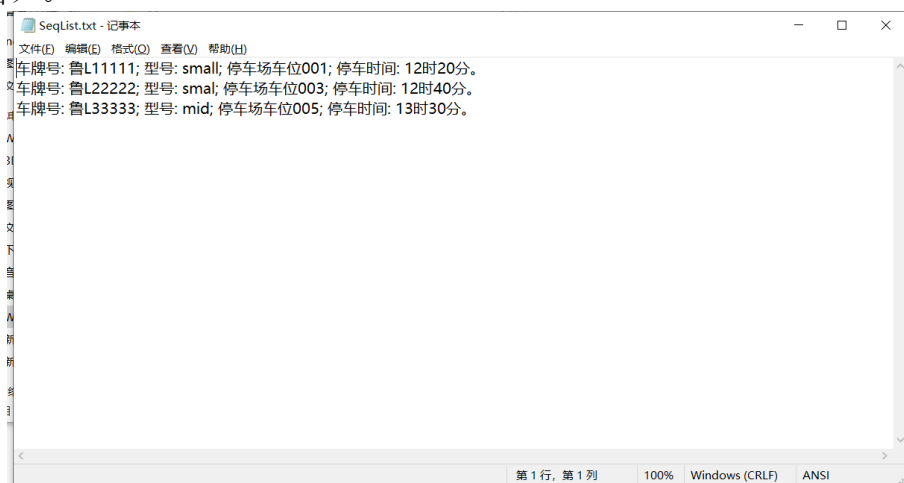 SeqList.txt - 记事本
文件(F) 编辑(E) 格式(O) 查看(V) 帮助(H)
车牌号: 鲁L11111; 型号: small; 停车场车位001; 停车时间: 12时20分。
车牌号: 鲁L22222; 型号: smal; 停车场车位003; 停车时间: 12时40分。
车牌号: 鲁L33333; 型号: mid; 停车场车位005; 停车时间: 13时30分。
第 1 行，第 1 列 100% Windows (CRLF) ANSI